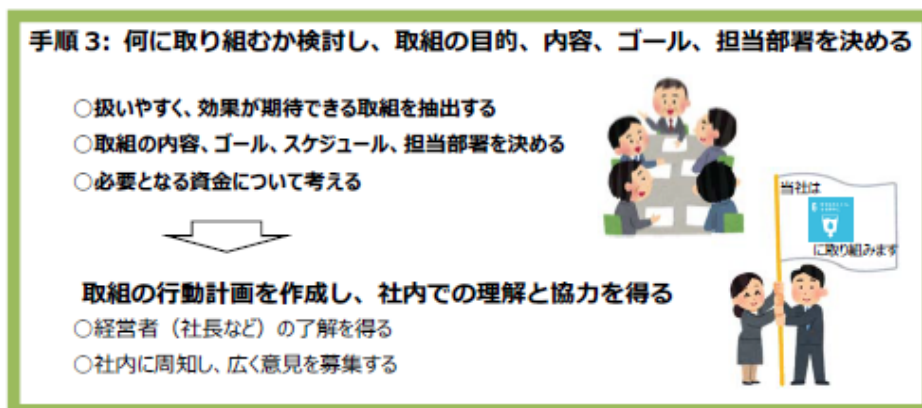 手順3: 何に取り組むか検討し、取組の目的、内容、ゴール、担当部署を決める
○扱いやすく、効果が期待できる取組を抽出する
○取組の内容、ゴール、スケジュール、担当部署を決める
○必要となる資金について考える
当社は
6
に取り組みます
取組の行動計画を作成し、社内での理解と協力を得る
○経営者（社長など）の了解を得る
○社内に周知し、広く意見を募集する